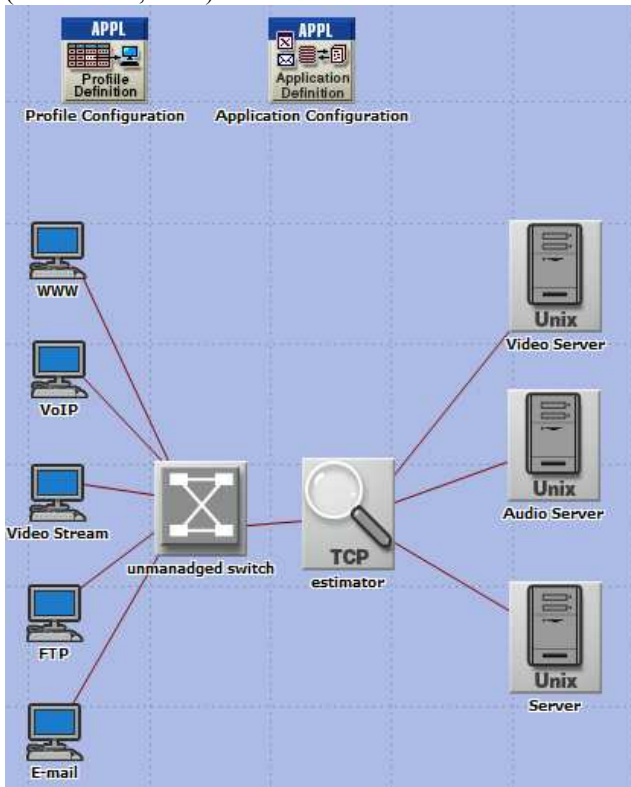 APPL
Profile
Definition
Profile Configuration
APPL
Application
Definition
Application Configuration
WWW
VoIP
Video Stream
FTP
E-mail
unmanadged switch
TCP
estimator
Unix
Video Server
Unix
Audio Server
Unix
Server